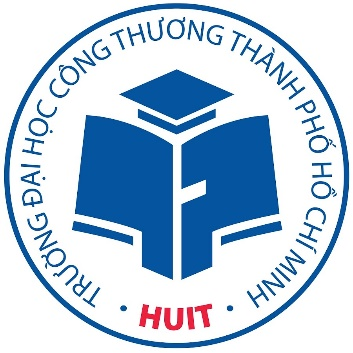 TRƯỜNG ĐẠI HỌC CÔNG THƯƠNG THÀNH PHỐ HỒ CHÍ MINH
HUIT